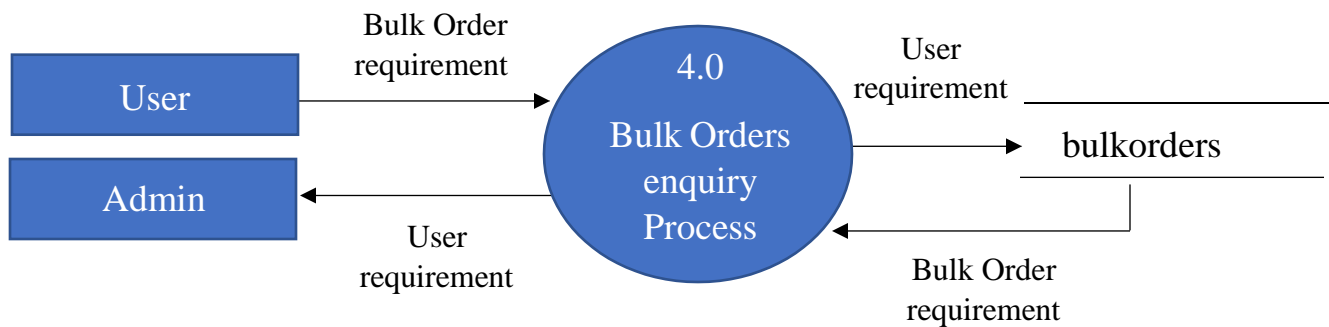 User
Admin
Bulk Order
requirement
User
requirement
4.0
Bulk Orders
enquiry
Process
User
requirement
bulkorders
Bulk Order
requirement